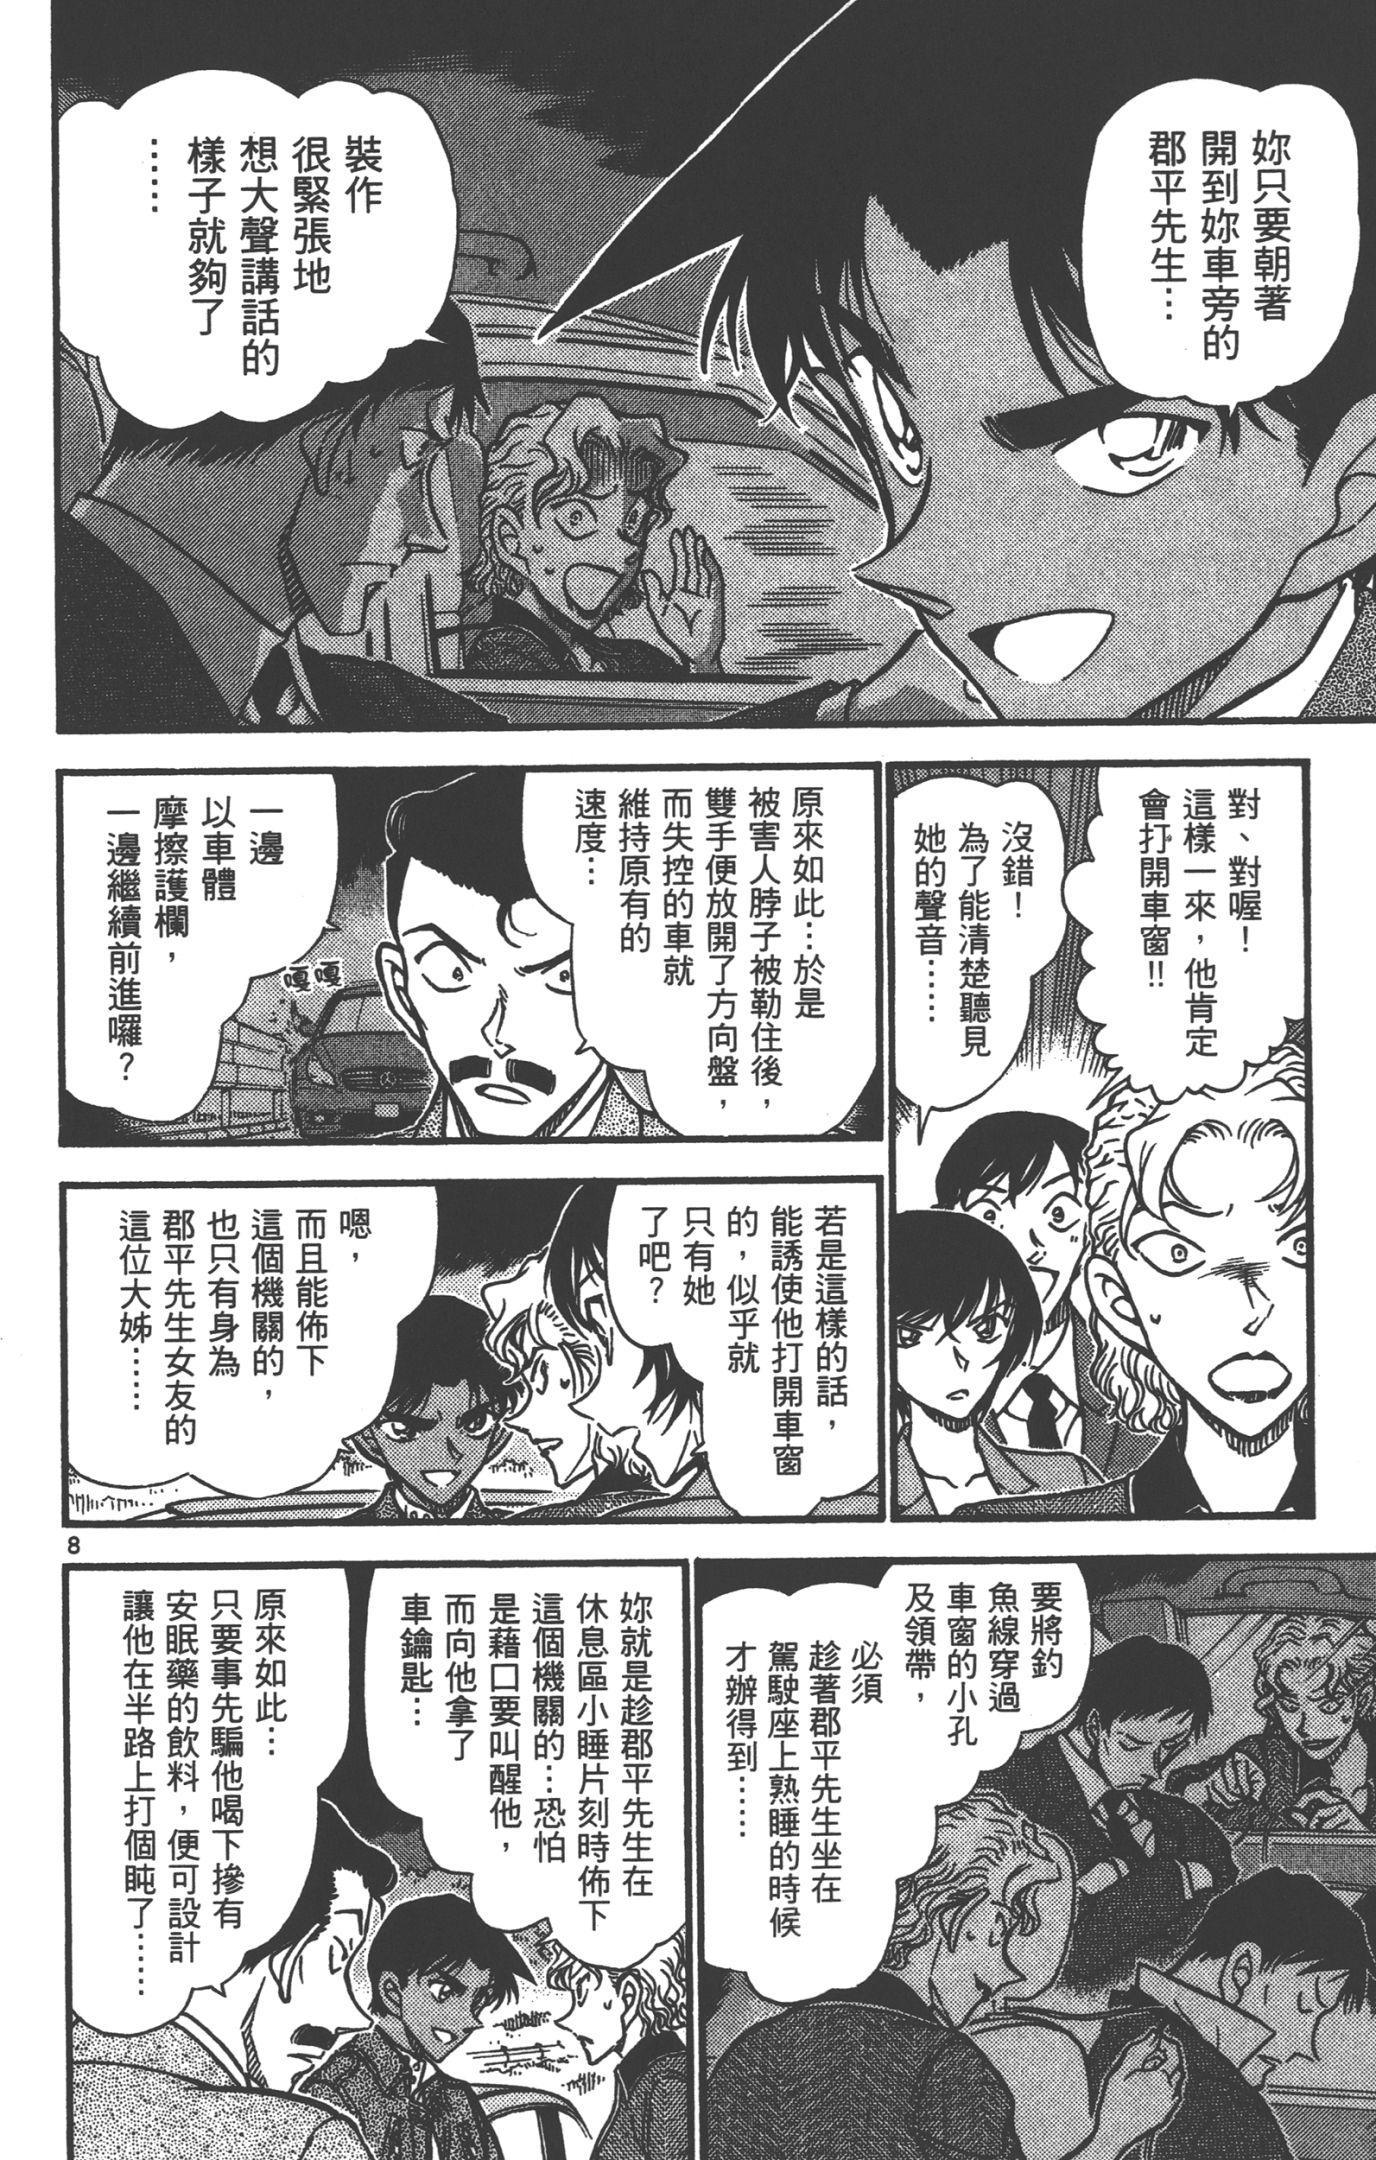 妳只要朝著
開到妳車旁的
郡平先生…
裝作
很緊張地
想大聲講話的
樣子就夠了
……
對、對喔！
這樣一來，他肯定
會打開車窗!!
沒錯！
為了能清楚聽見
她的聲音……
原來如此…於是
被害人脖子被勒住後，
雙手便放開了方向盤，
而失控的車就
維持原有的
速度…
一邊
以車體
摩擦護欄，
一邊繼續前進囉？
嘎嘎
若是這樣的話，
能誘使他打開車窗
的，似乎就
只有她
了吧？
嗯，
而且能佈下
這個機關的，
也只有身為
郡平先生女友的
這位大姊……
8
要將釣
魚線穿過
車窗的小孔
及領帶，
必須
趁著郡平先生坐在
駕駛座上熟睡的時候
才辦得到……
妳就是趁郡平先生在
休息區小睡片刻時佈下
這個機關的…恐怕
是藉口要叫醒他，
而向他拿了
車鑰匙…
原來如此…
只要事先騙他喝下摻有
安眠藥的飲料，便可設計
讓他在半路上打個盹了……